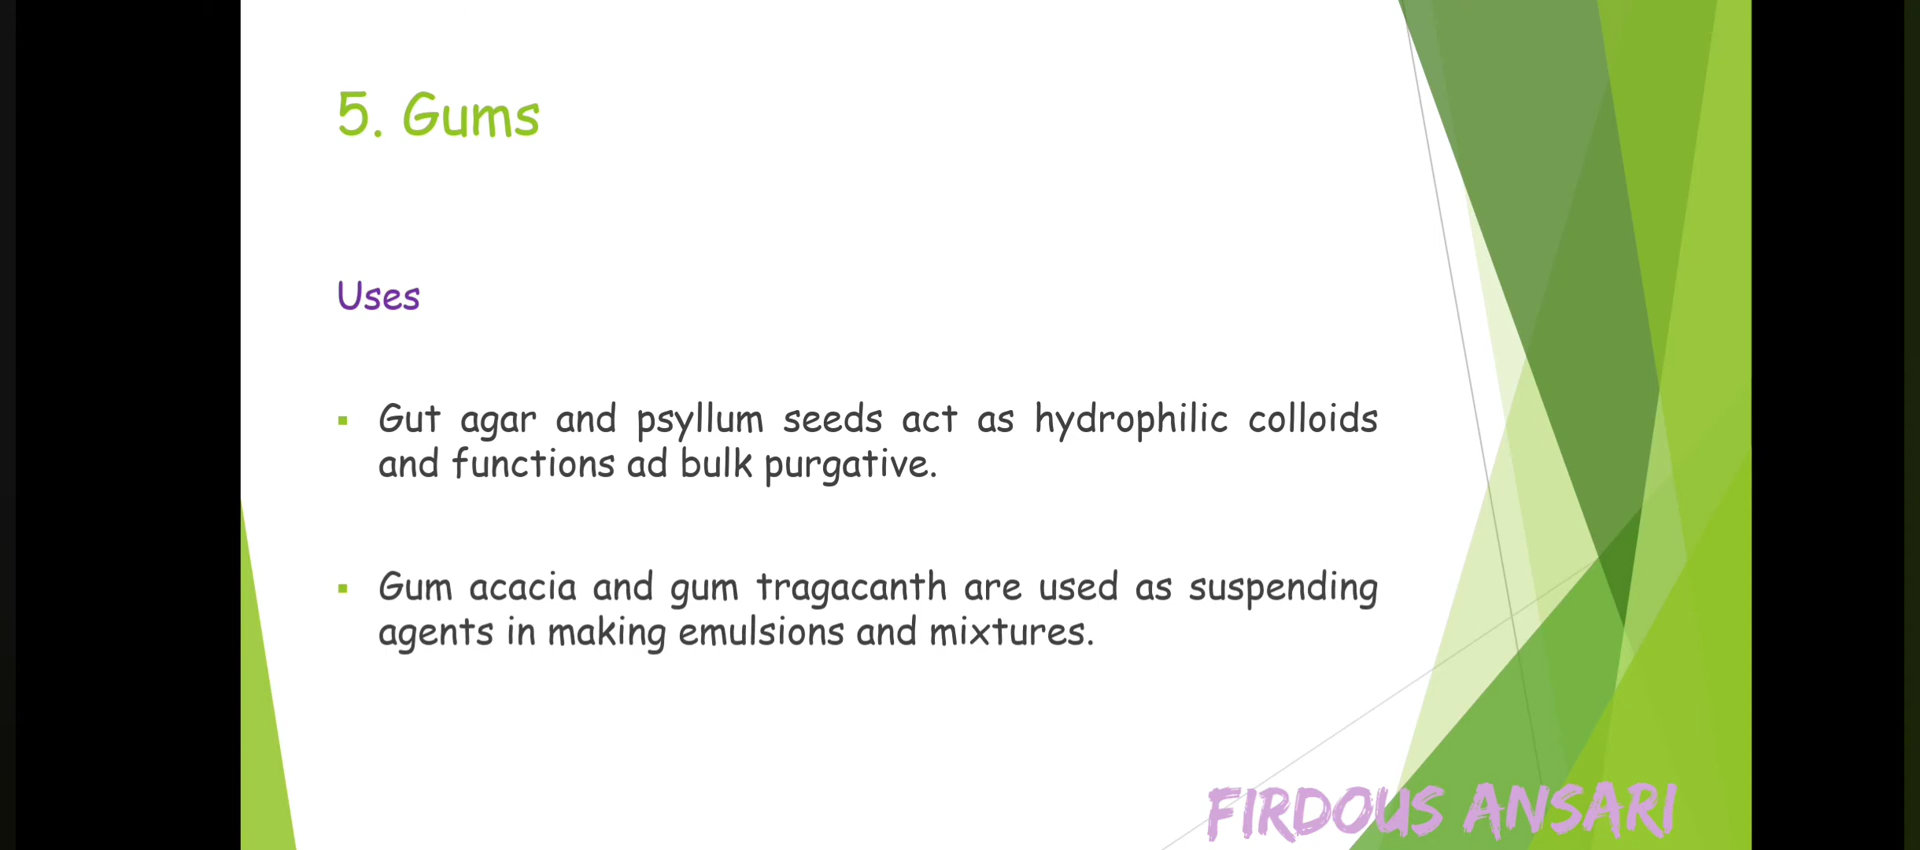 5. Gums
Uses
▪ Gut agar and psyllum seeds act as hydrophilic colloids
and functions ad bulk purgative.
▪ Gum acacia and gum tragacanth are used as suspending
agents in making emulsions and mixtures.
FIRDOUS ANSARI